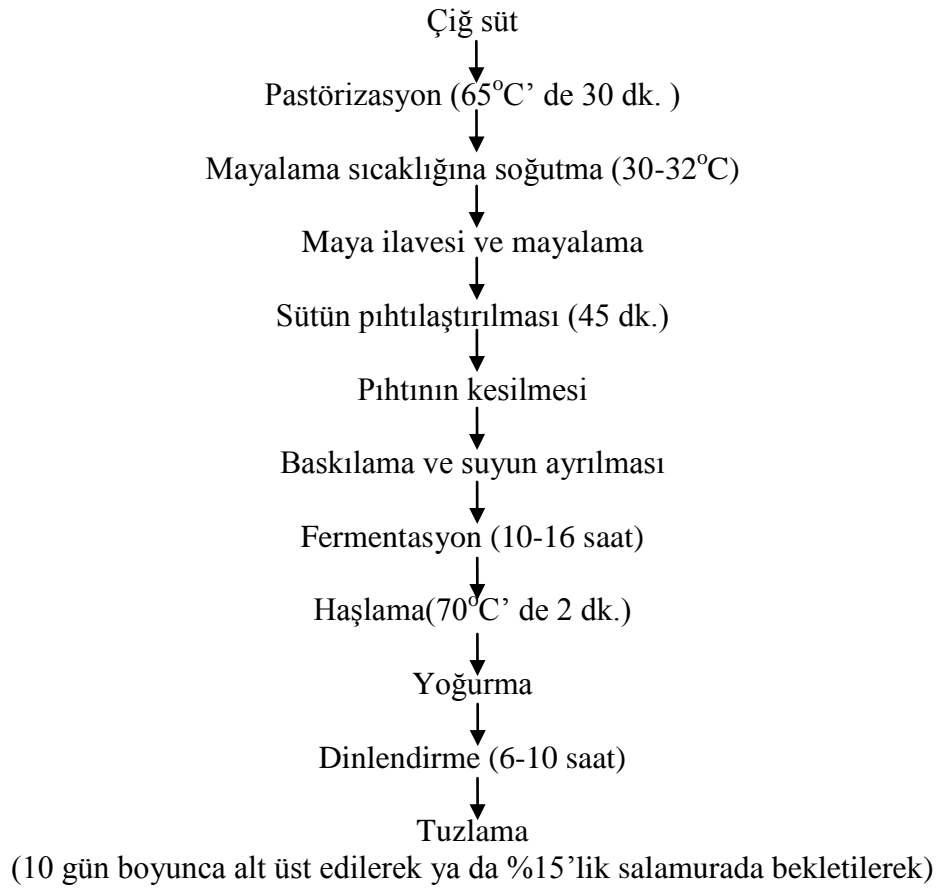 Çiğ süt
Pastörizasyon (65°C’ de 30 dk. )
Mayalama sıcaklığına soğutma (30-32°C)
Maya ilavesi ve mayalama
Sütün pıhtılaştırılması (45 dk.)
Pıhtının kesilmesi
Baskılama ve suyun ayrılması
Fermentasyon (10-16 saat)
Haşlama(70°C’ de 2 dk.)
Yoğurma
Dinlendirme (6-10 saat)
Tuzlama
(10 gün boyunca alt üst edilerek ya da %15’lik salamurada bekletilerek)